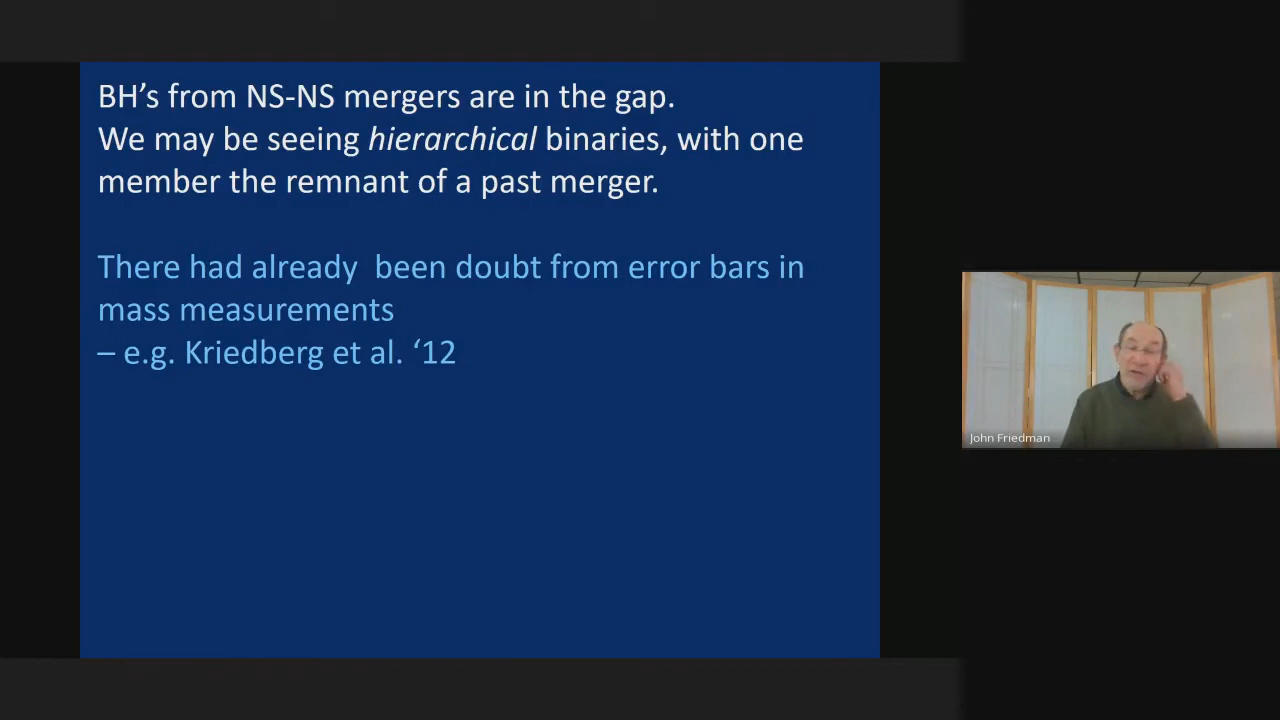 BH’s from NS-NS mergers are in the gap.
We may be seeing hierarchical binaries, with one
member the remnant of a past merger.
There had already  been doubt from error bars in
mass measurements
– e.g. Kriedberg et al. ‘12
John Friedman